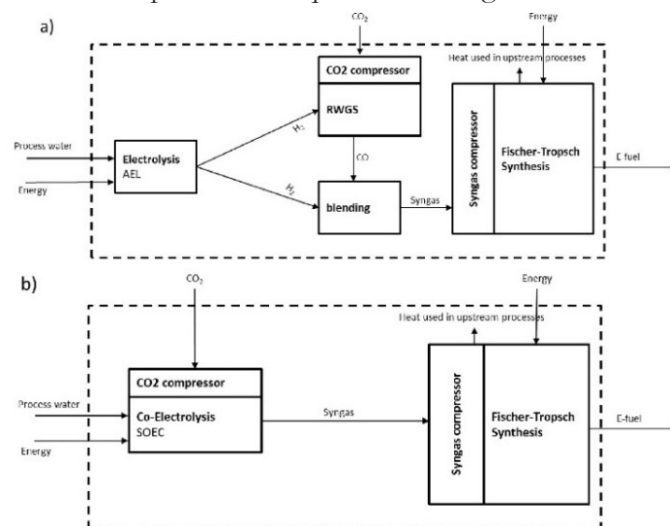 a)
CO₂
Energy
CO2 compressor
Heat used in upstream processes
RWGS
Syngas compressor
Fischer-Tropsch
Synthesis
Process water
Electrolysis
AEL
H₂
CO
E fuel
Energy
H₂
blending
Syngas
b)
CO₂
Energy
Heat used in upstream processes
CO2 compressor
Syngas compressor
Process water
Co-Electrolysis
SOEC
Syngas
Fischer-Tropsch
Synthesis
E-fuel
Energy